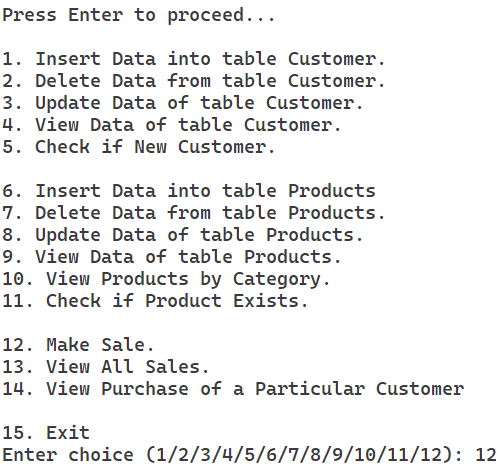 Press Enter to proceed...
1. Insert Data into table Customer.
2. Delete Data from table Customer.
3. Update Data of table Customer.
4. View Data of table Customer.
5. Check if New Customer.
6. Insert Data into table Products
7. Delete Data from table Products.
8. Update Data of table Products.
9. View Data of table Products.
10. View Products by Category.
11. Check if Product Exists.
12. Make Sale.
13. View All Sales.
14. View Purchase of a Particular Customer
15. Exit
Enter choice (1/2/3/4/5/6/7/8/9/10/11/12): 12